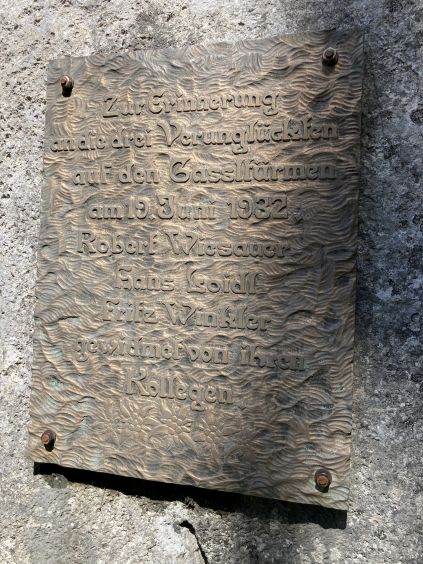 Zur Erinnerung
an die drei Verunglückten
auf den Gassltürmen
am 19. Juni 1932.
Robert Wiesauer
Hans Loidl
Fritz Winkler
gewidmet von ihren
Kollegen.